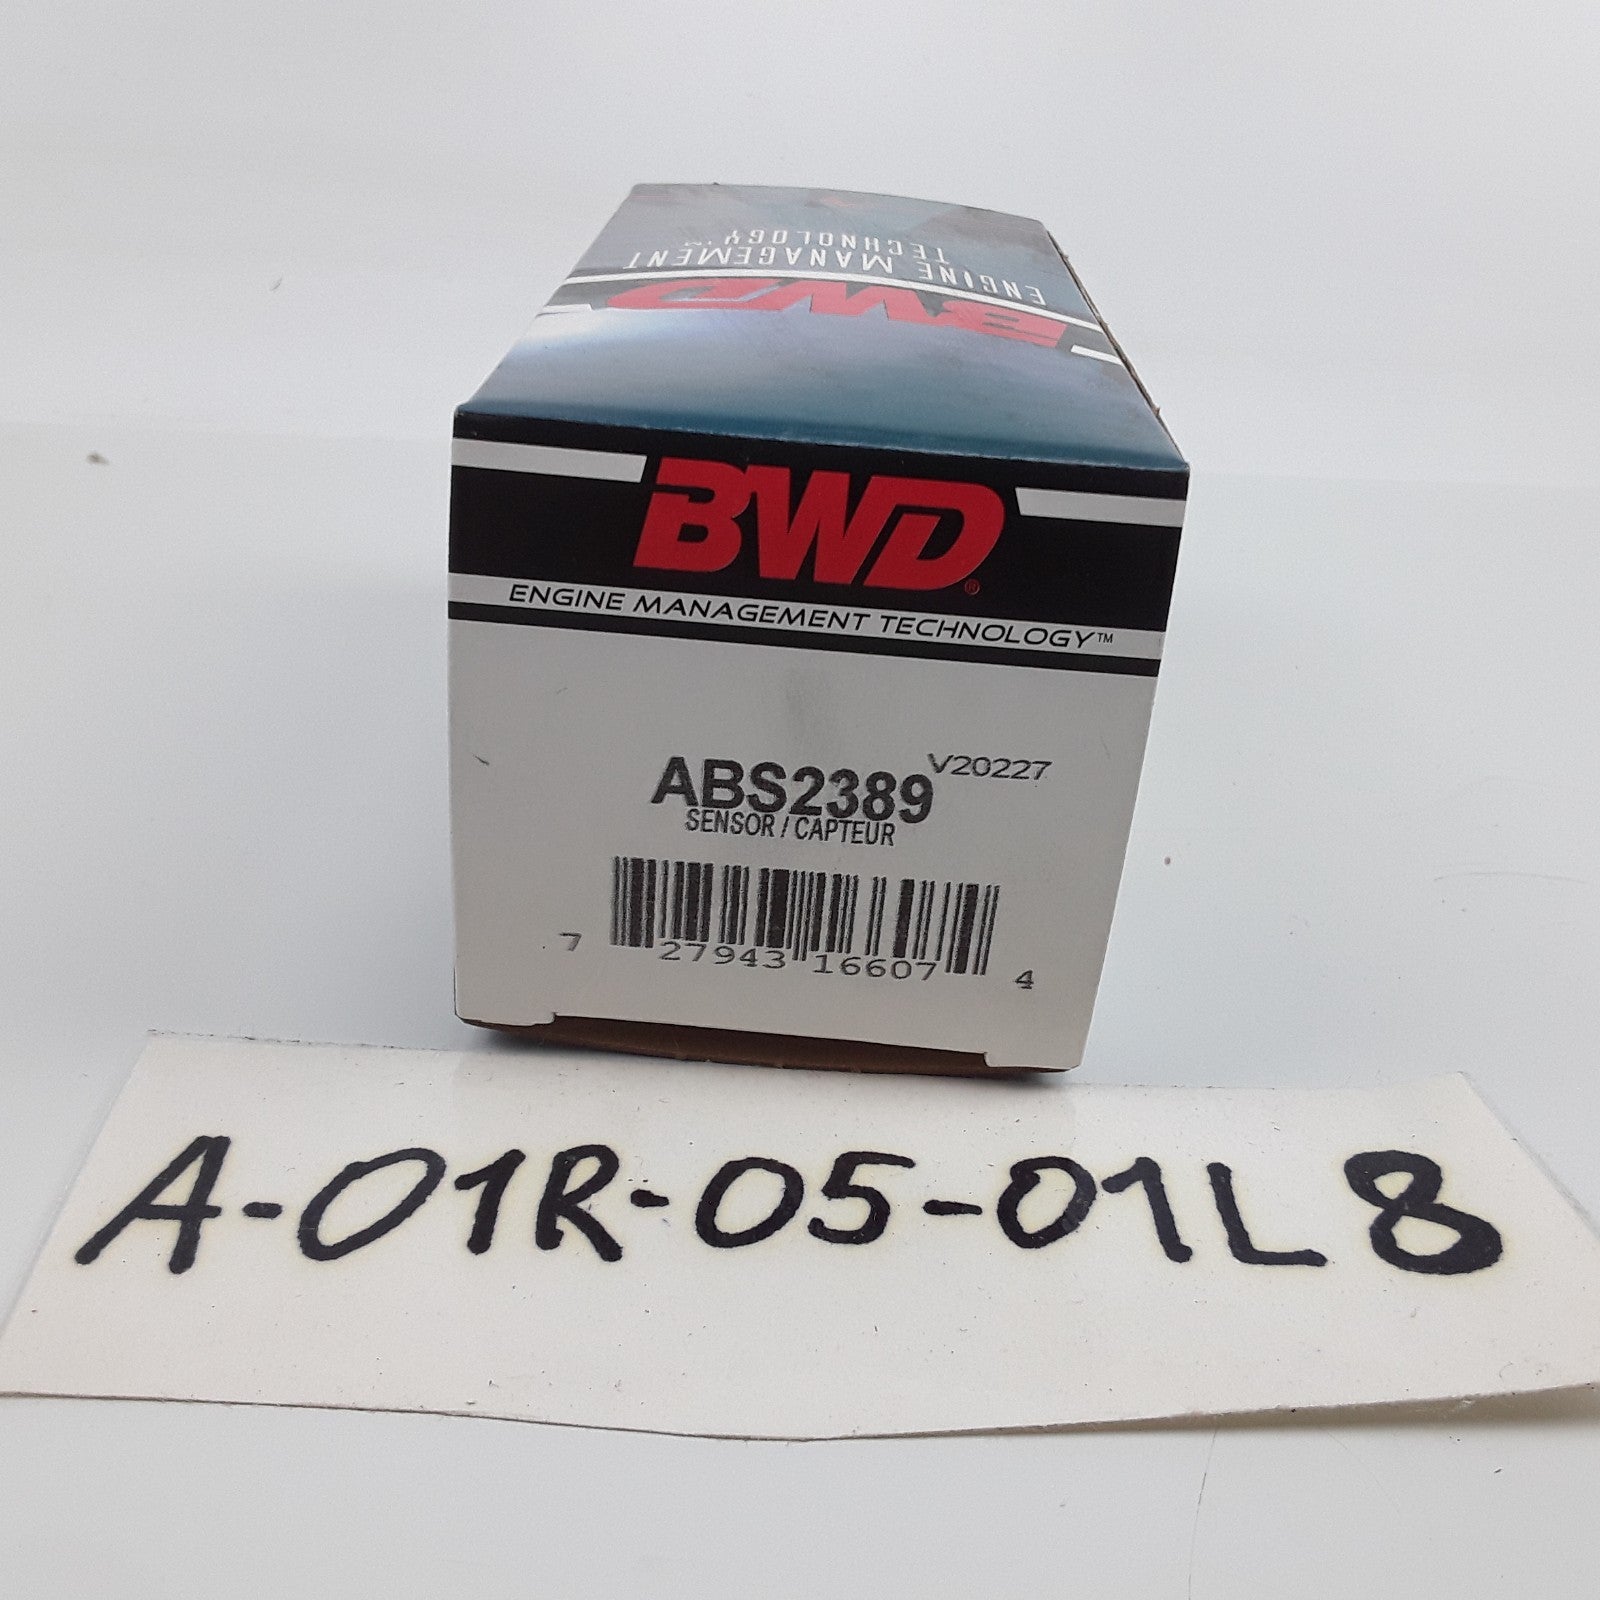 ENGINE MANAGEMENT
TECHNOLOGY™
BWD
BWD®
ENGINE MANAGEMENT TECHNOLOGY™
ABS2389 V20227
SENSOR / CAPTEUR
7 27943 16607 4
A-01R-05-01L8